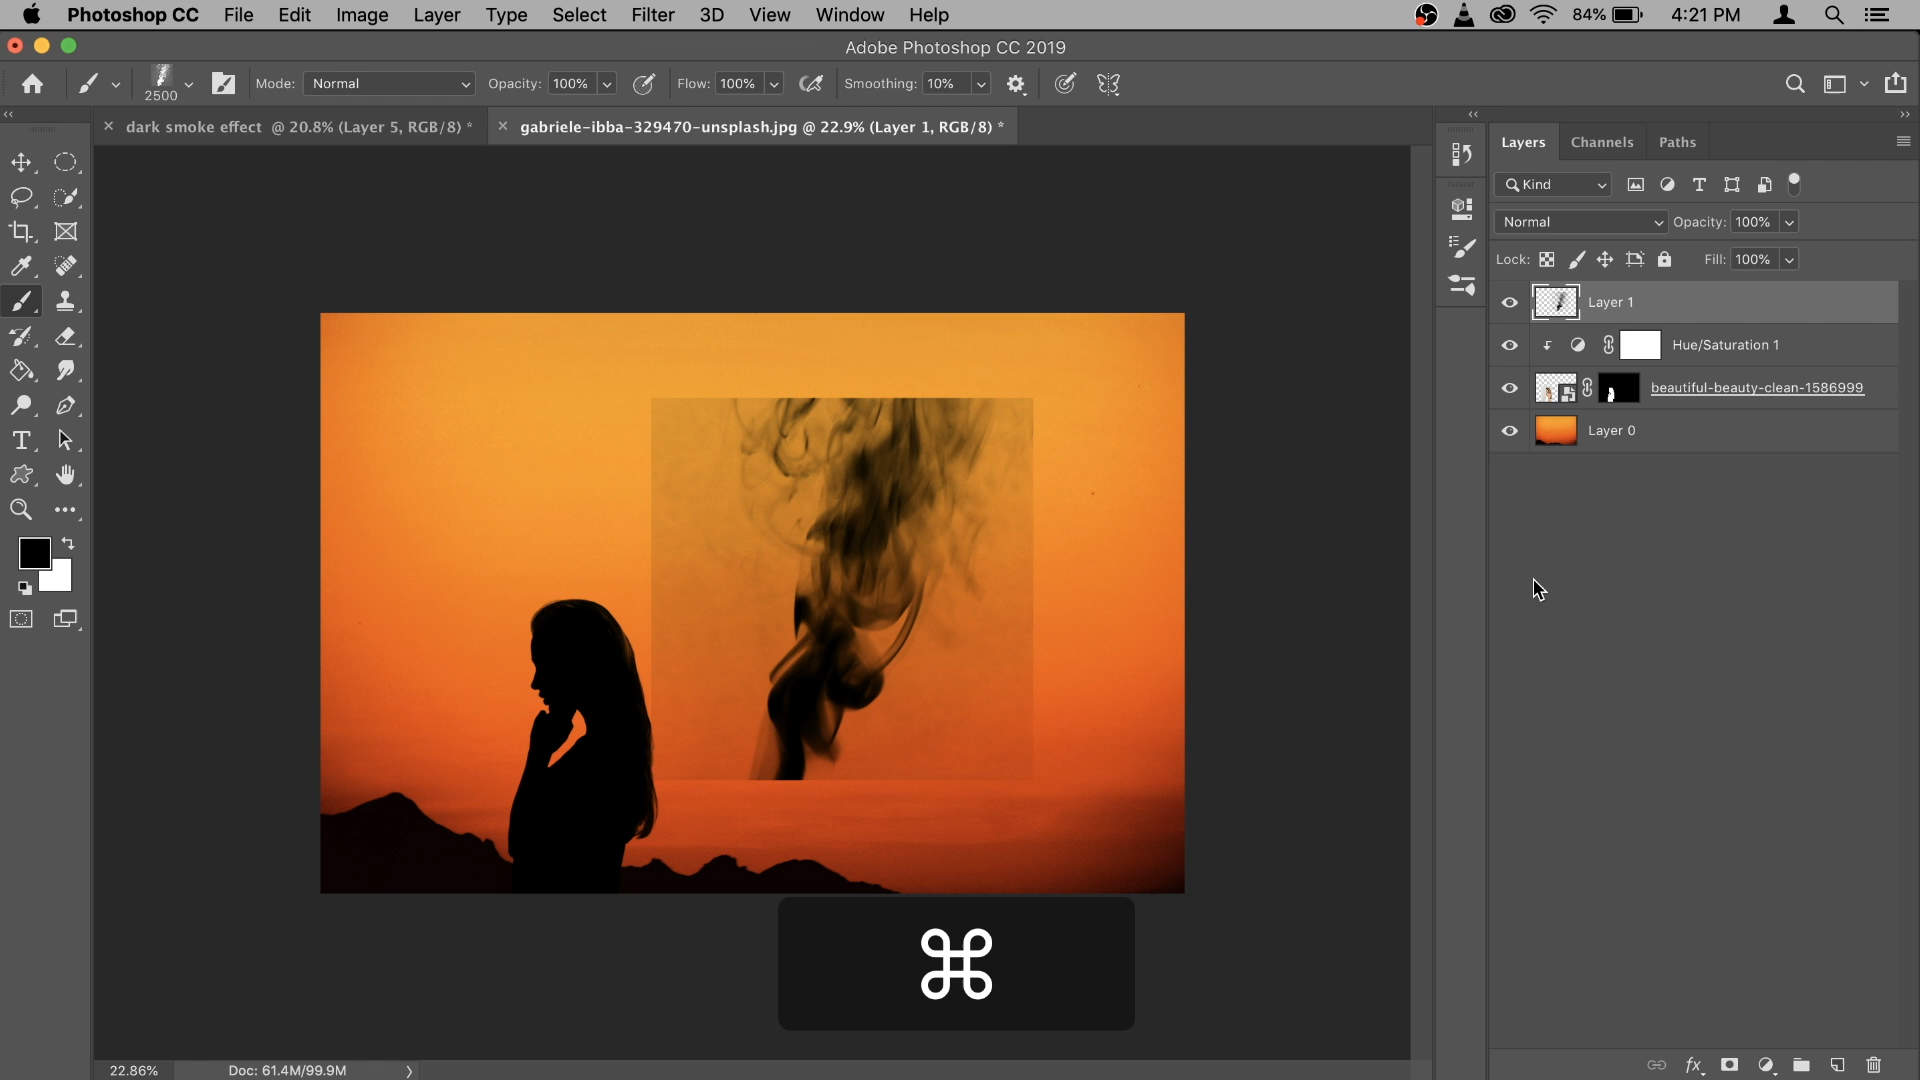 Photoshop CC File Edit Image Layer Type Select Filter 3D View Window Help 84% 4:21 PM
Adobe Photoshop CC 2019
2500 Mode: Normal Opacity: 100% Flow: 100% Smoothing: 10%
dark smoke effect @ 20.8% (Layer 5, RGB/8) * gabriele-ibba-329470-unsplash.jpg @ 22.9% (Layer 1, RGB/8) *
Layers Channels Paths
Kind
Normal Opacity: 100%
Lock: Fill: 100%
Layer 1
Hue/Saturation 1
beautiful-beauty-clean-1586999
Layer 0
⌘
22.86% Doc: 61.4M/99.9M